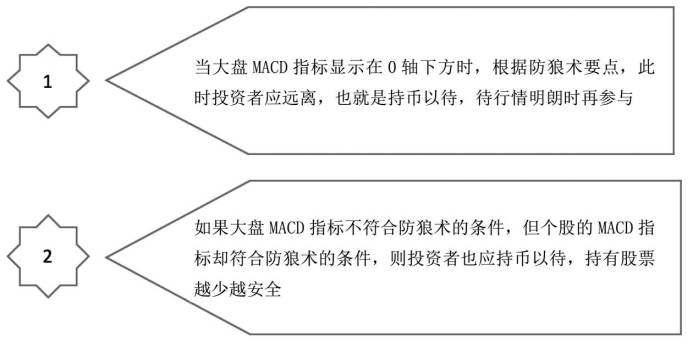 1
当大盘 MACD 指标显示在 0 轴下方时，根据防狼术要点，此
时投资者应远离，也就是持币以待，待行情明朗时再参与
2
如果大盘 MACD 指标不符合防狼术的条件，但个股的 MACD 指
标却符合防狼术的条件，则投资者也应持币以待，持有股票
越少越安全